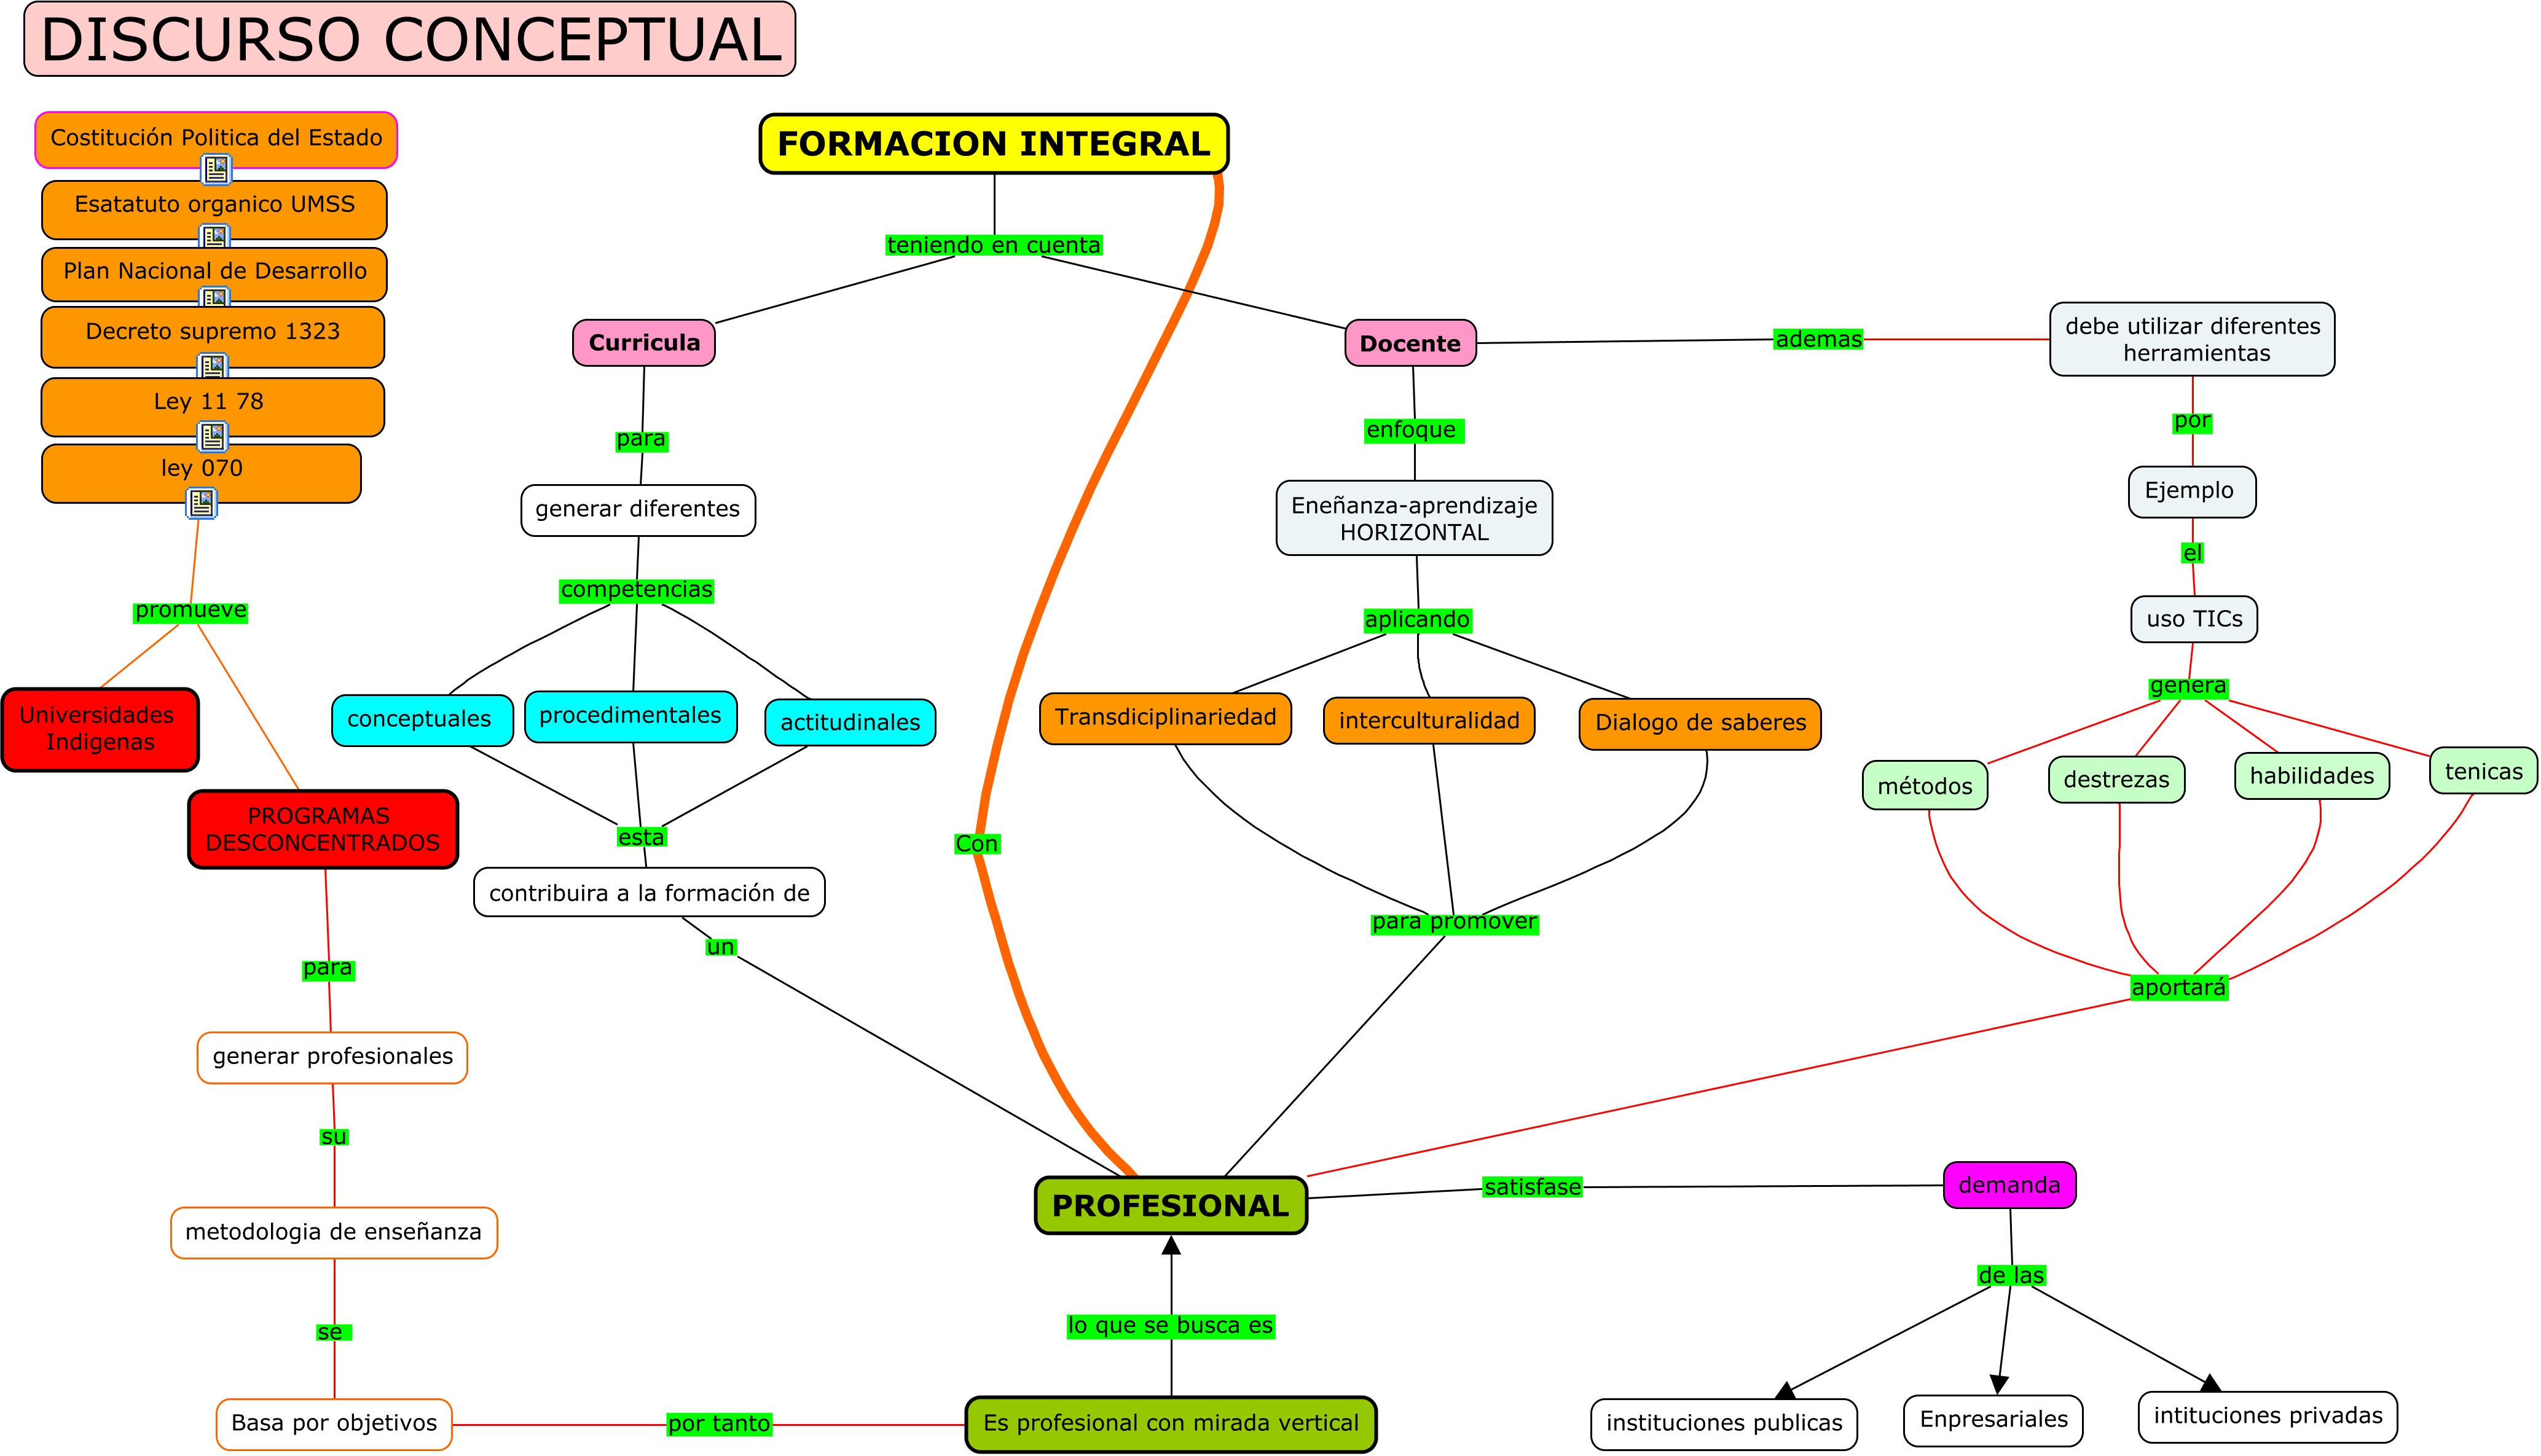 DISCURSO CONCEPTUAL
Costitución Politica del Estado
Esatatuto organico UMSS
Plan Nacional de Desarrollo
Decreto supremo 1323
Ley 11 78
ley 070
promueve
Universidades
Indigenas
PROGRAMAS
DESCONCENTRADOS
para
generar profesionales
su
metodologia de enseñanza
se
Basa por objetivos
por tanto
Es profesional con mirada vertical
lo que se busca es
FORMACION INTEGRAL
teniendo en cuenta
Curricula
para
generar diferentes
competencias
conceptuales
procedimentales
actitudinales
esta
contribuira a la formación de
un
Con
Docente
enfoque
Eneñanza-aprendizaje
HORIZONTAL
aplicando
Transdiciplinariedad
interculturalidad
Dialogo de saberes
para promover
ademas
debe utilizar diferentes
herramientas
por
Ejemplo
el
uso TICs
genera
métodos
destrezas
habilidades
tenicas
aportará
PROFESIONAL
satisfase
demanda
de las
instituciones publicas
Enpresariales
intituciones privadas